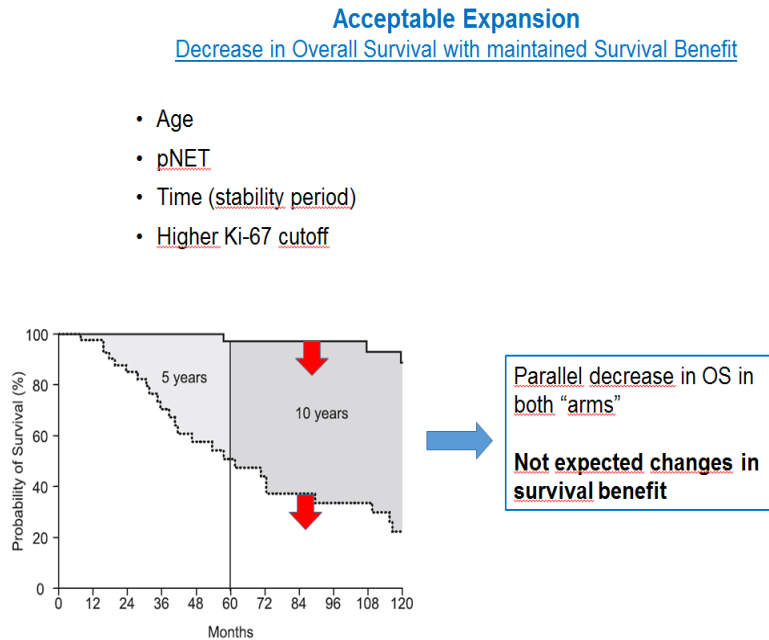 Acceptable Expansion
Decrease in Overall Survival with maintained Survival Benefit
• Age
• pNET
• Time (stability period)
• Higher Ki-67 cutoff
Probability of Survival (%)
100
80
60
40
20
0
5 years
10 years
0 12 24 36 48 60 72 84 96 108 120
Months
Parallel decrease in OS in
both “arms”
Not expected changes in
survival benefit